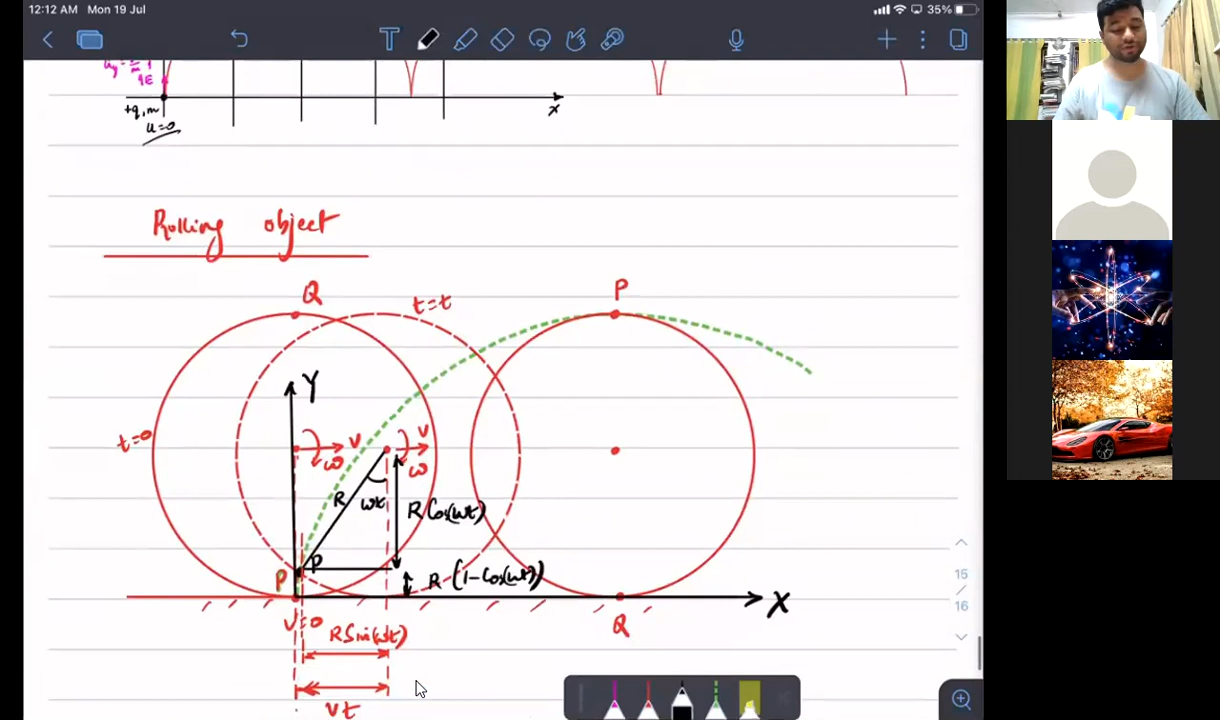 12:12 AM Mon 19 Jul
35%
T
qE
+q,m
u=0
x
Rolling object
Q
t=t
P
Y
t=0
v
ω
v
ω
R
ωt
R Cos(ωt)
P
P
R (1-Cos(ωt))
X
v=0
Q
R Sin(ωt)
vt
15
16